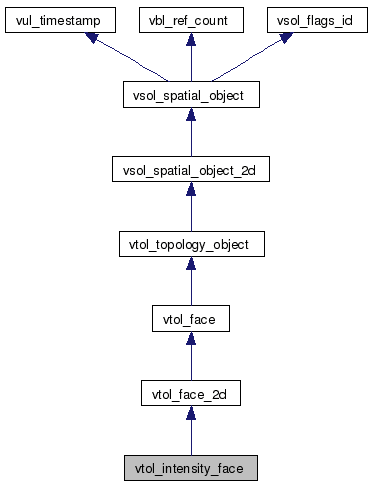 vul_timestamp vbl_ref_count vsol_flags_id
vsol_spatial_object
vsol_spatial_object_2d
vtol_topology_object
vtol_face
vtol_face_2d
vtol_intensity_face